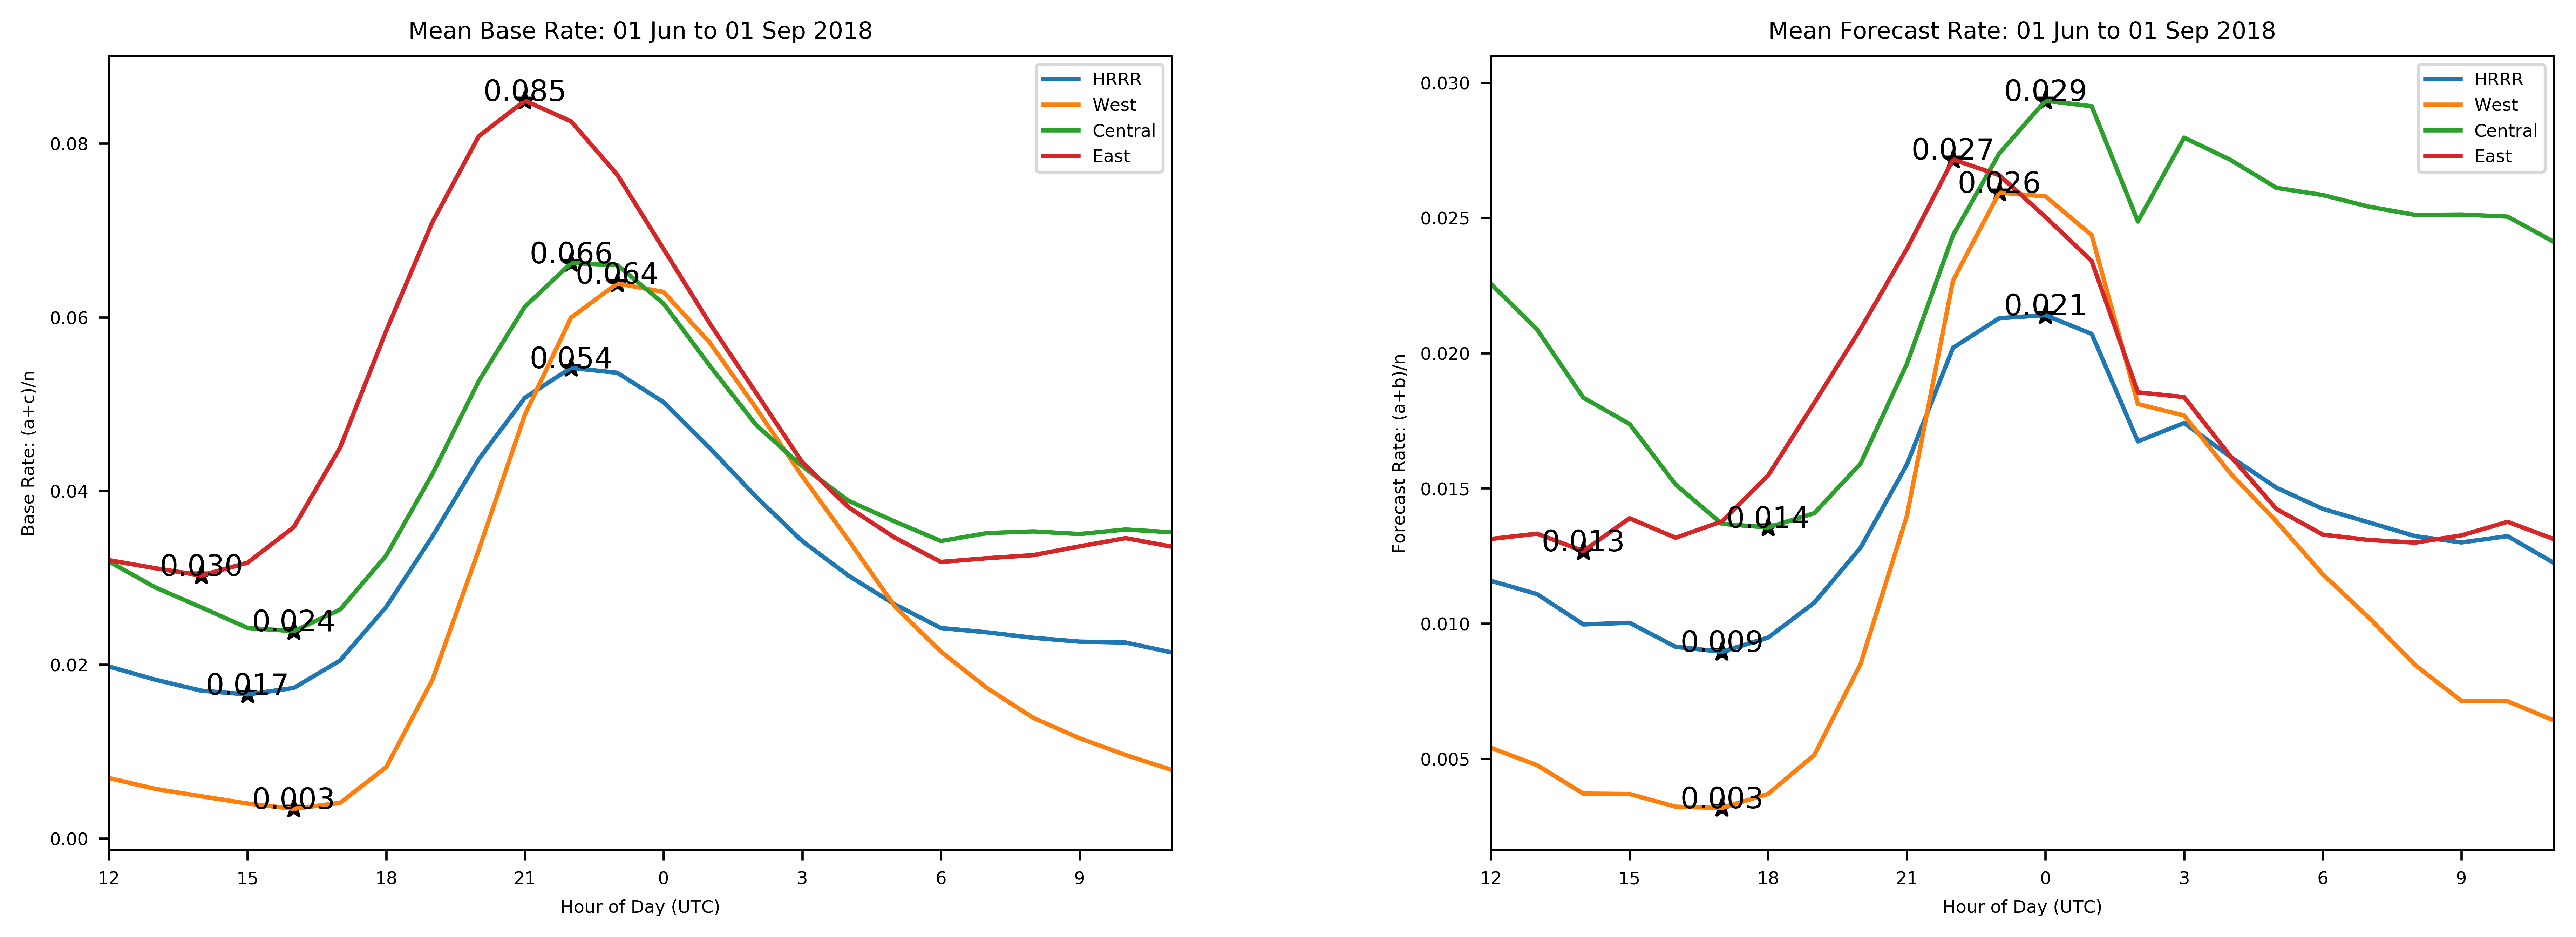 Mean Base Rate: 01 Jun to 01 Sep 2018
Base Rate: (a+c)/n
0.08
0.06
0.04
0.02
0.00
0.085
0.066
0.064
0.054
0.030
0.024
0.017
0.003
HRRR
West
Central
East
12 15 18 21 0 3 6 9
Hour of Day (UTC)
Mean Forecast Rate: 01 Jun to 01 Sep 2018
Forecast Rate: (a+b)/n
0.030
0.025
0.020
0.015
0.010
0.005
0.029
0.027
0.026
0.021
0.014
0.013
0.009
0.003
HRRR
West
Central
East
12 15 18 21 0 3 6 9
Hour of Day (UTC)